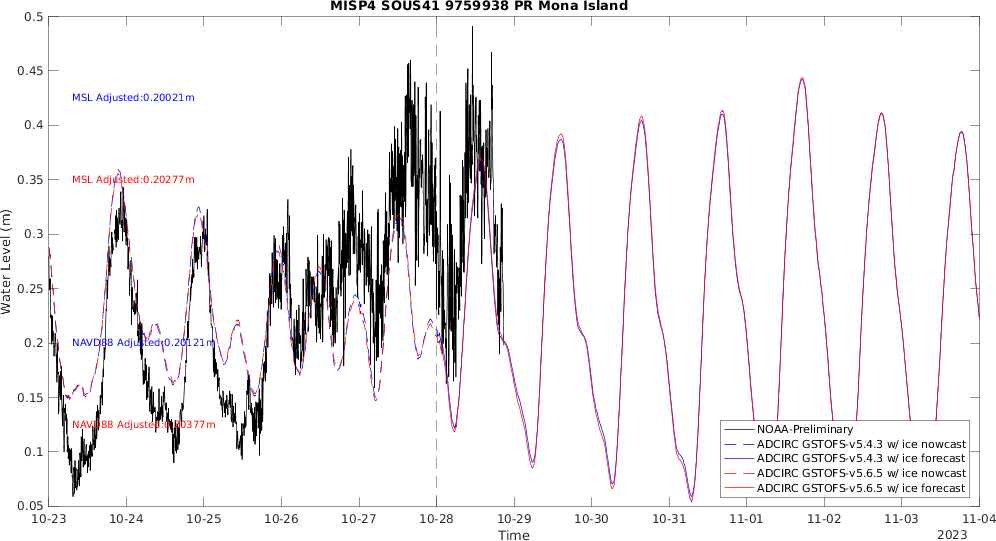 MISP4 SOUS41 9759938 PR Mona Island
0.5
0.45
0.4
0.35
0.3
0.25
0.2
0.15
0.1
0.05
Water Level (m)
MSL Adjusted:0.20021m
MSL Adjusted:0.20277m
NAVD88 Adjusted:0.20121m
NAVD88 Adjusted:0.20377m
NOAA-Preliminary
ADCIRC GSTOFS-v5.4.3 w/ ice nowcast
ADCIRC GSTOFS-v5.4.3 w/ ice forecast
ADCIRC GSTOFS-v5.6.5 w/ ice nowcast
ADCIRC GSTOFS-v5.6.5 w/ ice forecast
10-23 10-24 10-25 10-26 10-27 10-28 10-29 10-30 10-31 11-01 11-02 11-03 11-04
Time
2023